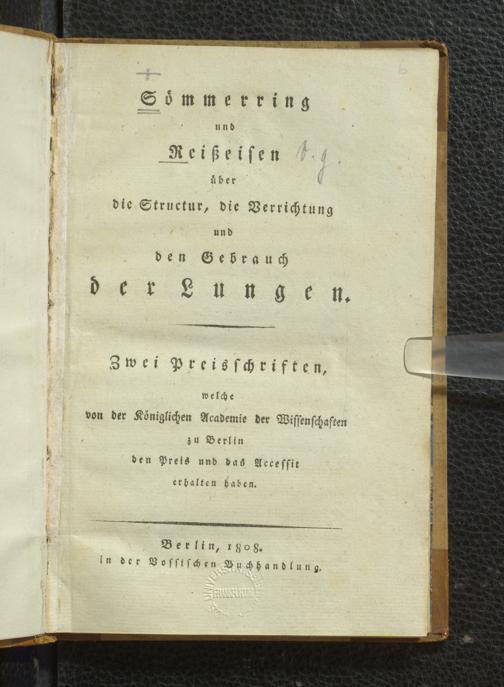 Sömmerring
und
Reißeisen
über
die Structur, die Verrichtung
und
den Gebrauch
der Lungen.
Zwei Preisschriften,
welche
von der Königlichen Academie der Wissenschaften
zu Berlin
den Preis und das Accessit
erhalten haben.
Berlin, 1808.
in der Vossischen Buchhandlung.